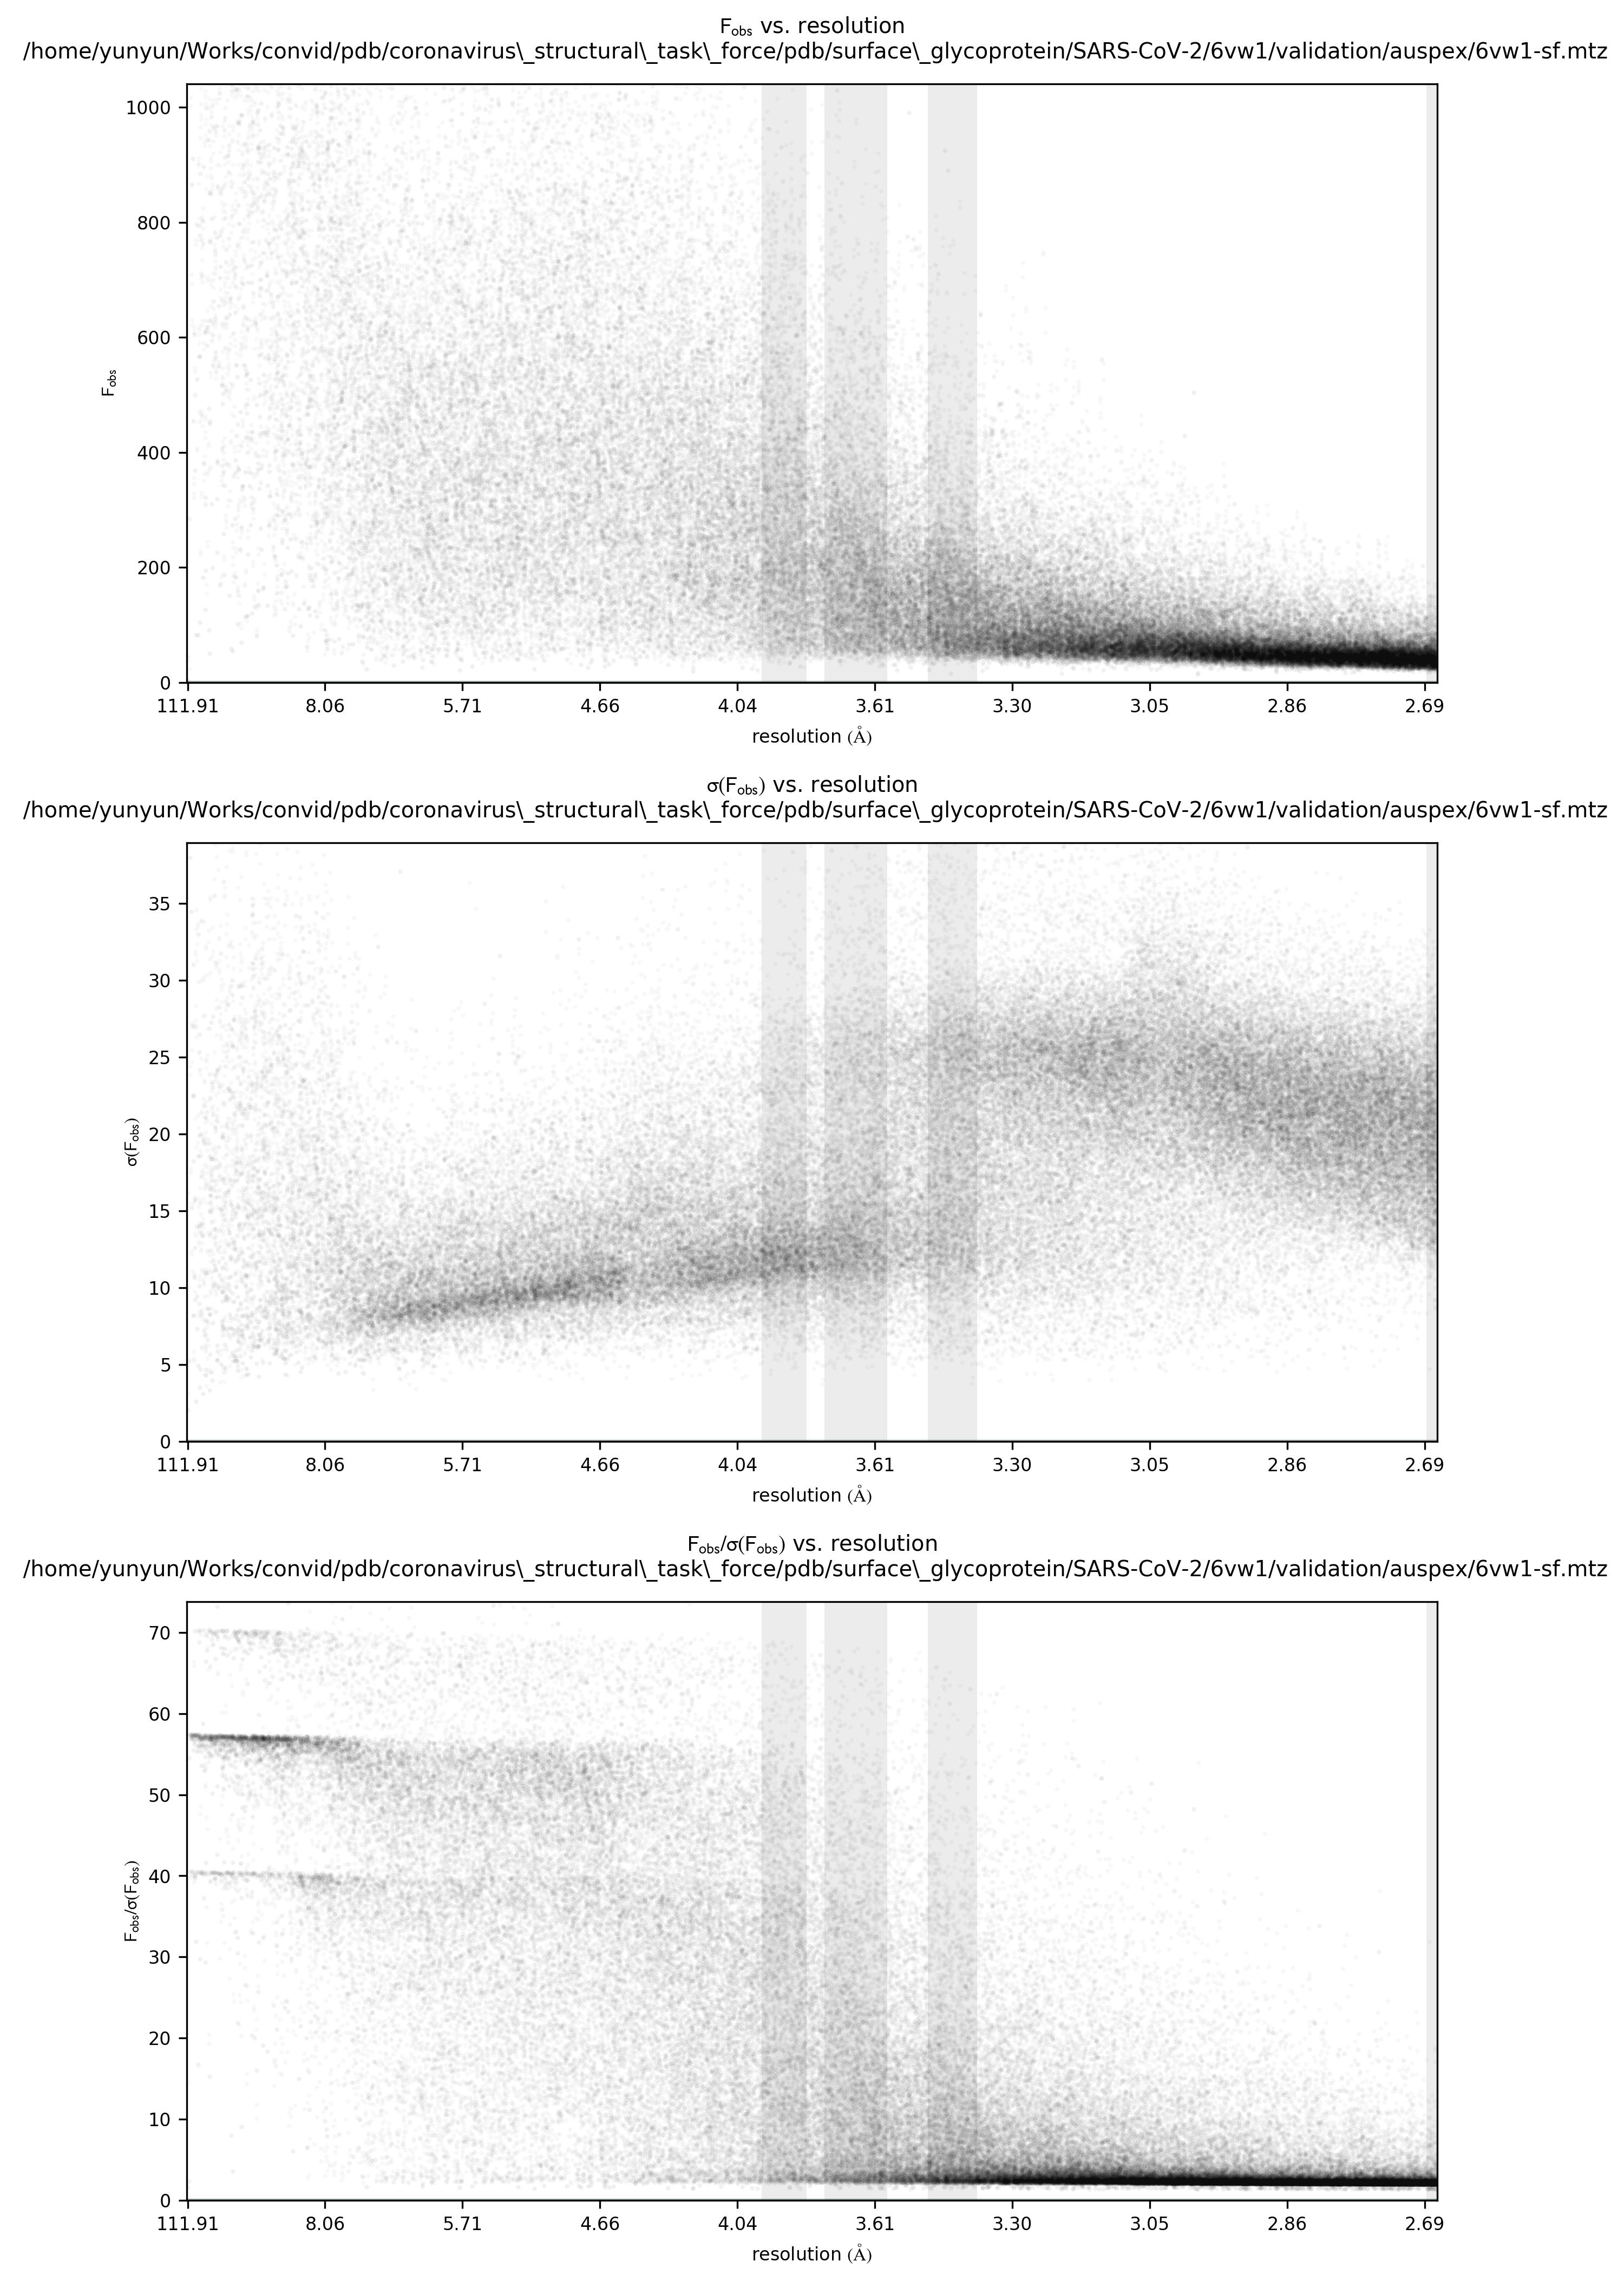 Fobs vs. resolution
/home/yunyun/Works/convid/pdb/coronavirus\_structural\_task\_force/pdb/surface\_glycoprotein/SARS-CoV-2/6vw1/validation/auspex/6vw1-sf.mtz
1000
800
600
400
200
0
Fobs
111.91 8.06 5.71 4.66 4.04 3.61 3.30 3.05 2.86 2.69
resolution (Å)
σ(Fobs) vs. resolution
/home/yunyun/Works/convid/pdb/coronavirus\_structural\_task\_force/pdb/surface\_glycoprotein/SARS-CoV-2/6vw1/validation/auspex/6vw1-sf.mtz
35
30
25
20
15
10
5
0
σ(Fobs)
111.91 8.06 5.71 4.66 4.04 3.61 3.30 3.05 2.86 2.69
resolution (Å)
Fobs/σ(Fobs) vs. resolution
/home/yunyun/Works/convid/pdb/coronavirus\_structural\_task\_force/pdb/surface\_glycoprotein/SARS-CoV-2/6vw1/validation/auspex/6vw1-sf.mtz
70
60
50
40
30
20
10
0
Fobs/σ(Fobs)
111.91 8.06 5.71 4.66 4.04 3.61 3.30 3.05 2.86 2.69
resolution (Å)